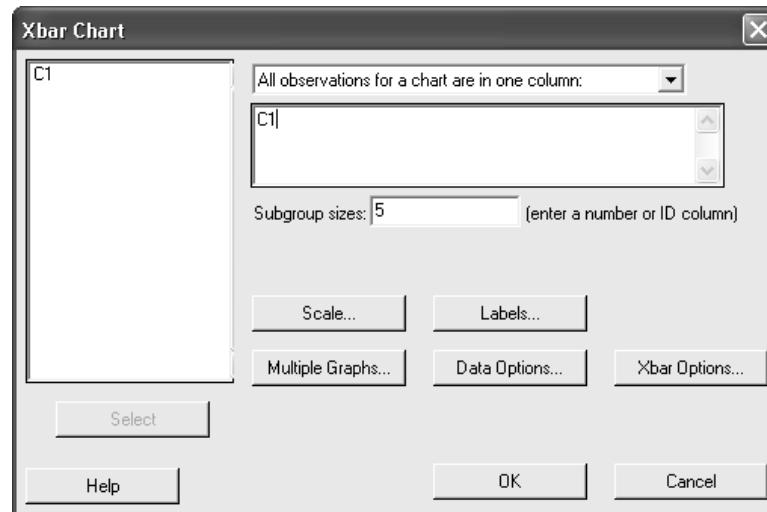 Xbar Chart
C1
All observations for a chart are in one column:
C1
Subgroup sizes: 5 (enter a number or ID column)
Scale... Labels...
Multiple Graphs... Data Options... Xbar Options...
Select
Help OK Cancel